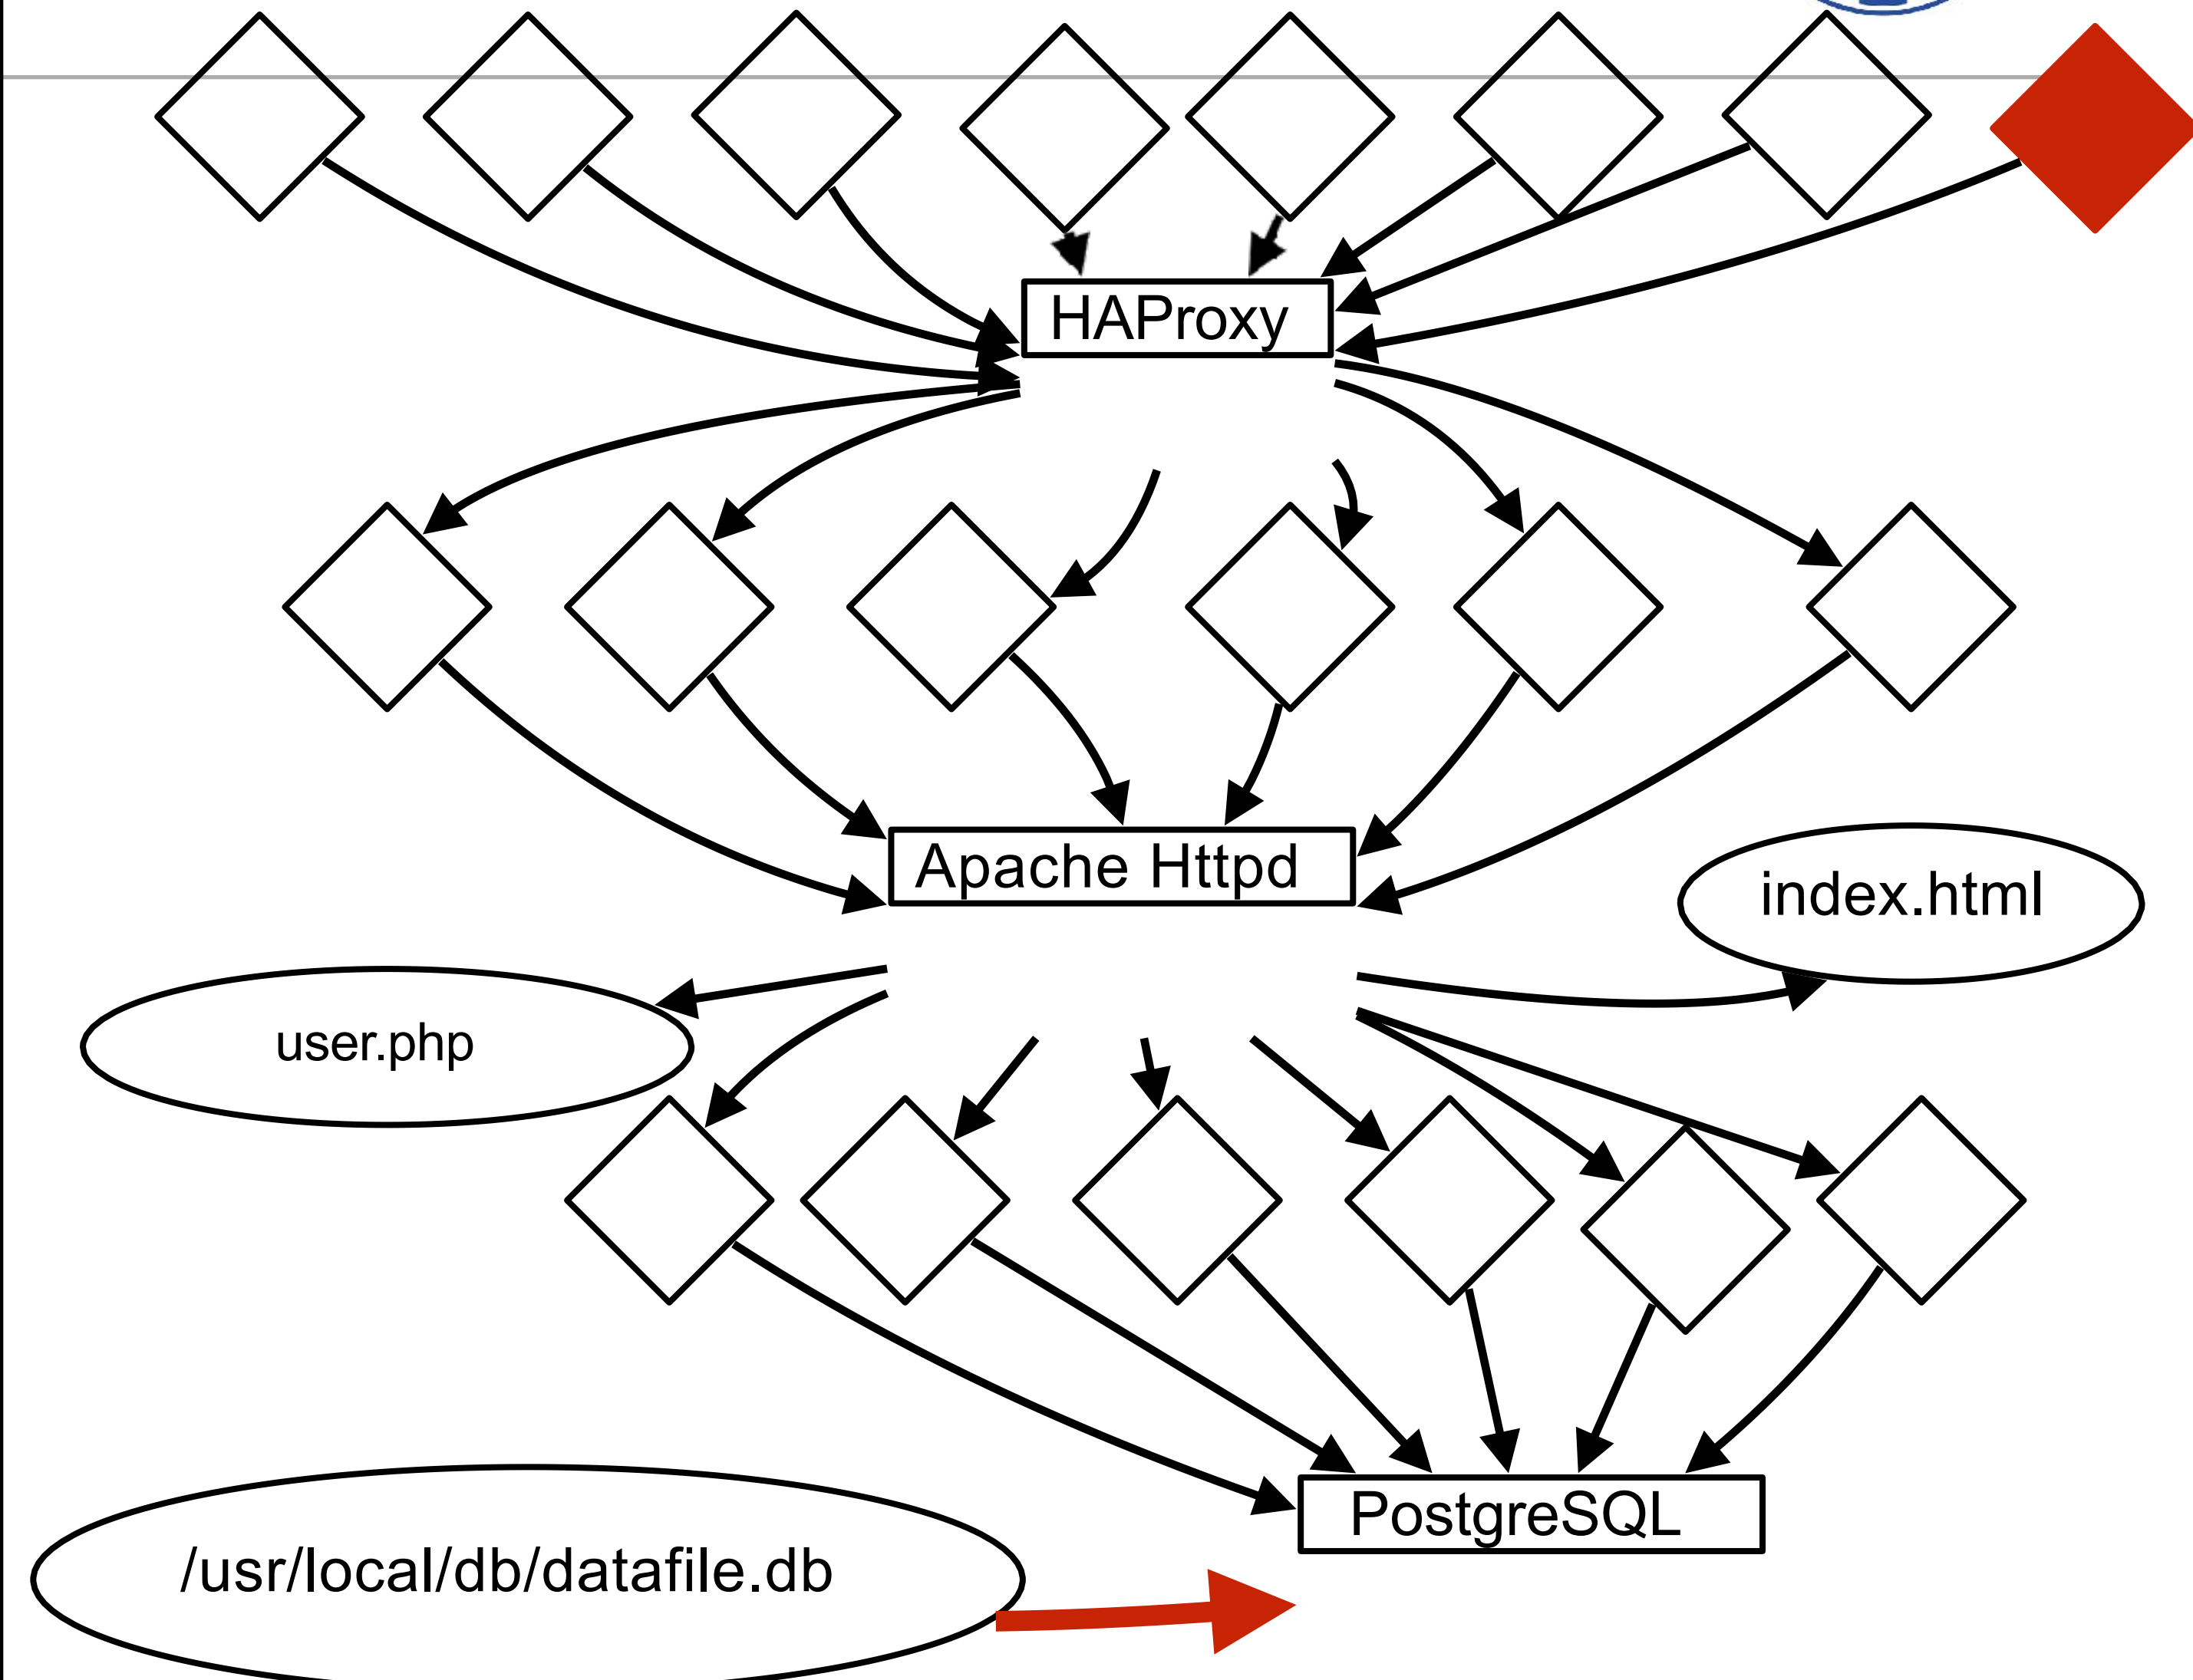 HAProxy
Apache Httpd
index.html
user.php
PostgreSQL
/usr/local/db/datafile.db